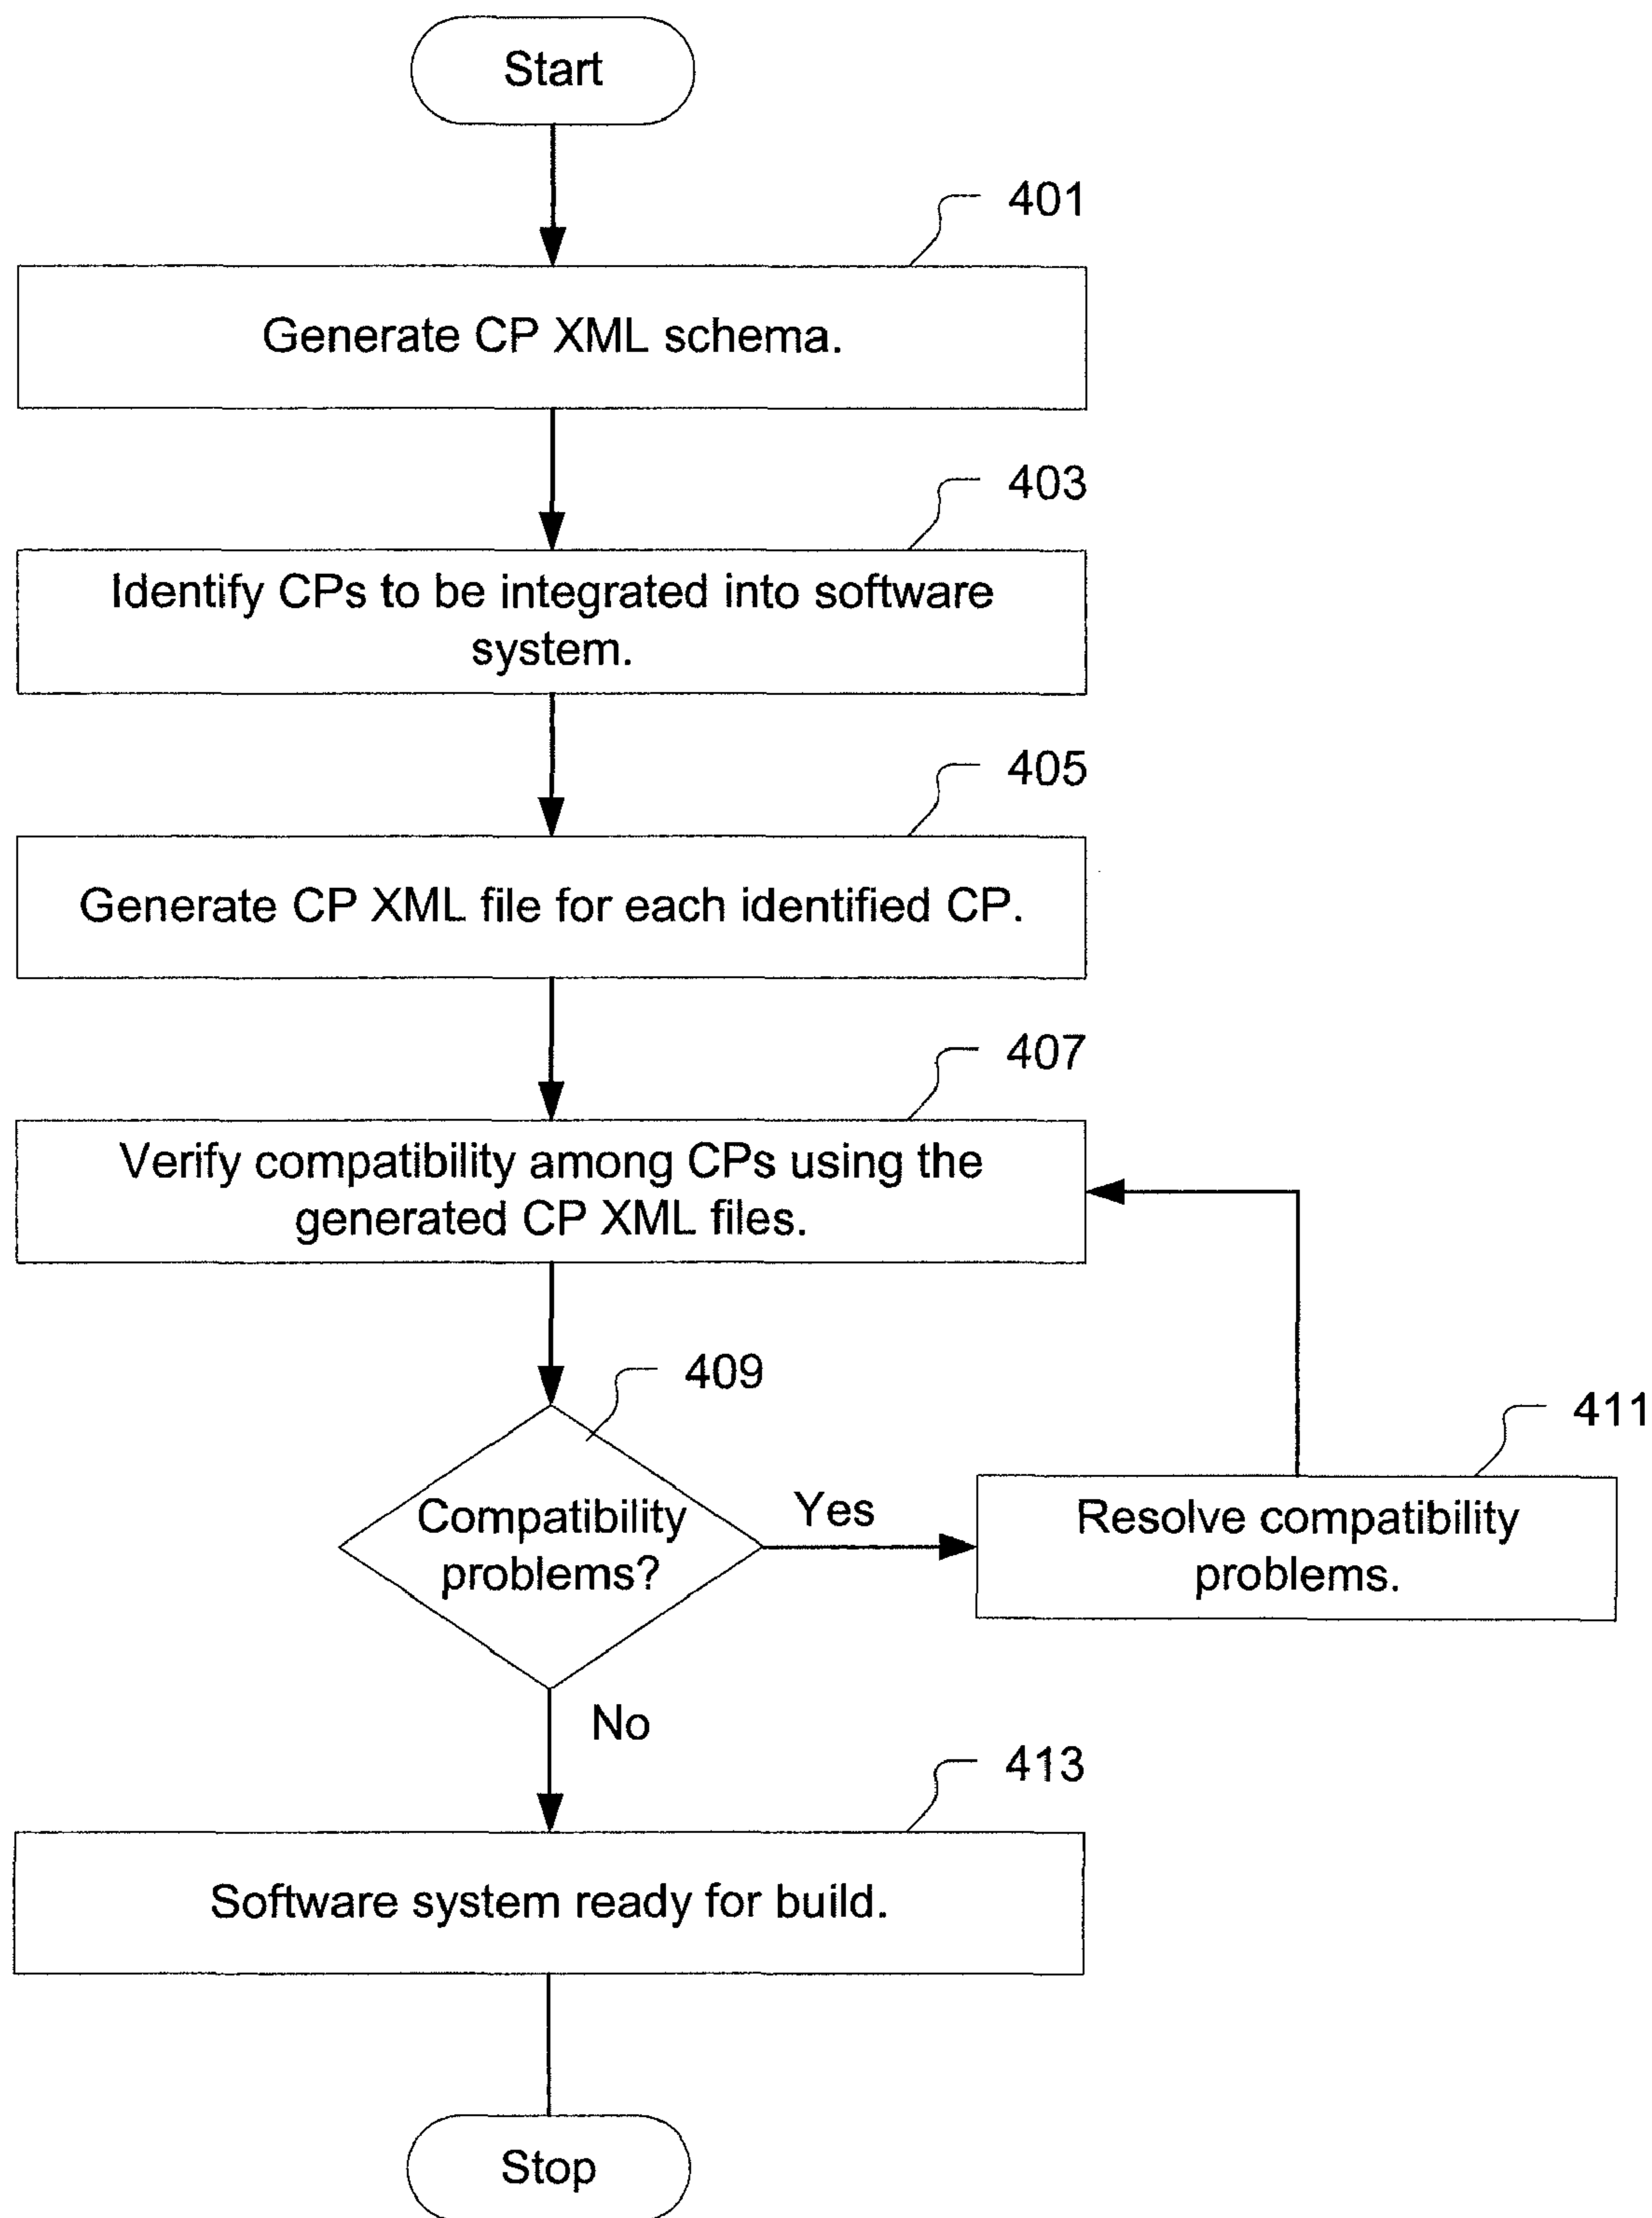 Start
401
Generate CP XML schema.
403
Identify CPs to be integrated into software
system.
405
Generate CP XML file for each identified CP.
407
Verify compatibility among CPs using the
generated CP XML files.
409
411
Compatibility
problems?
Yes
Resolve compatibility
problems.
No
413
Software system ready for build.
Stop